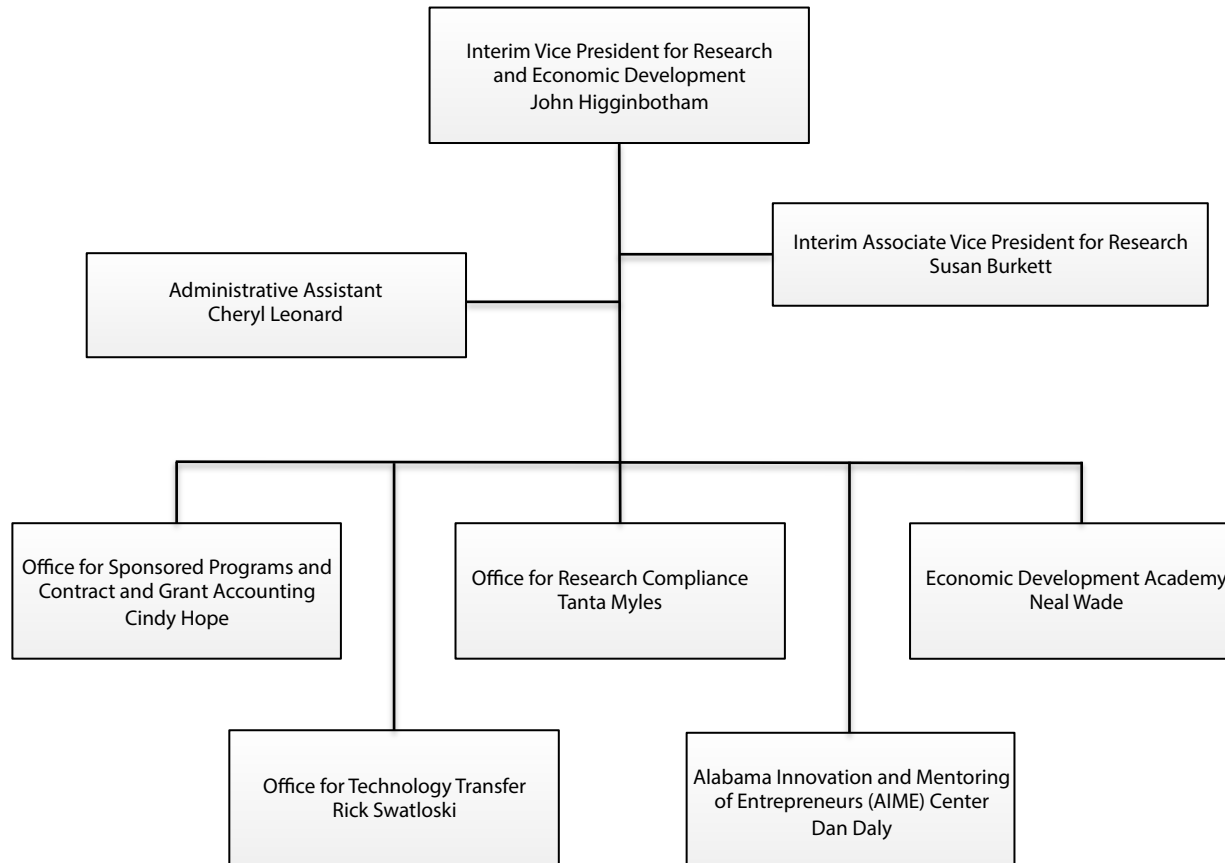 Interim Vice President for Research
and Economic Development
John Higginbotham
Interim Associate Vice President for Research
Susan Burkett
Administrative Assistant
Cheryl Leonard
Office for Sponsored Programs and
Contract and Grant Accounting
Cindy Hope
Office for Research Compliance
Tanta Myles
Economic Development Academy
Neal Wade
Office for Technology Transfer
Rick Swatloski
Alabama Innovation and Mentoring
of Entrepreneurs (AIME) Center
Dan Daly